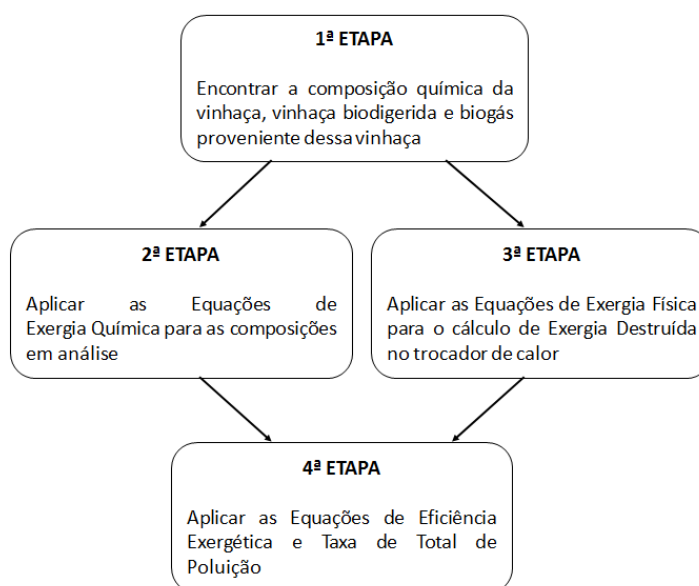 1ª ETAPA
Encontrar a composição química da
vinhaça, vinhaça biodigerida e biogás
proveniente dessa vinhaça
2ª ETAPA
Aplicar as Equações de
Exergia Química para as composições
em análise
3ª ETAPA
Aplicar as Equações de Exergia Física
para o cálculo de Exergia Destruída
no trocador de calor
4ª ETAPA
Aplicar as Equações de Eficiência
Exergética e Taxa de Total de
Poluição